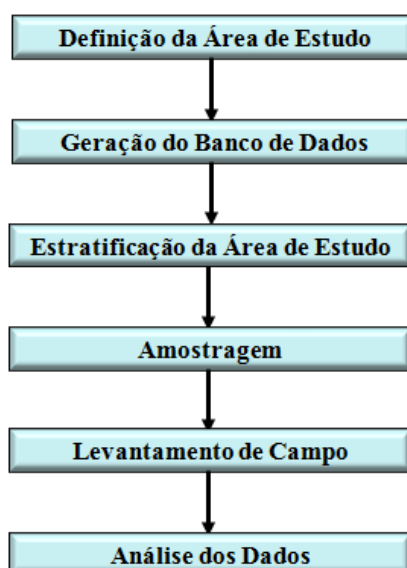 Definição da Área de Estudo
Geração do Banco de Dados
Estratificação da Área de Estudo
Amostragem
Levantamento de Campo
Análise dos Dados